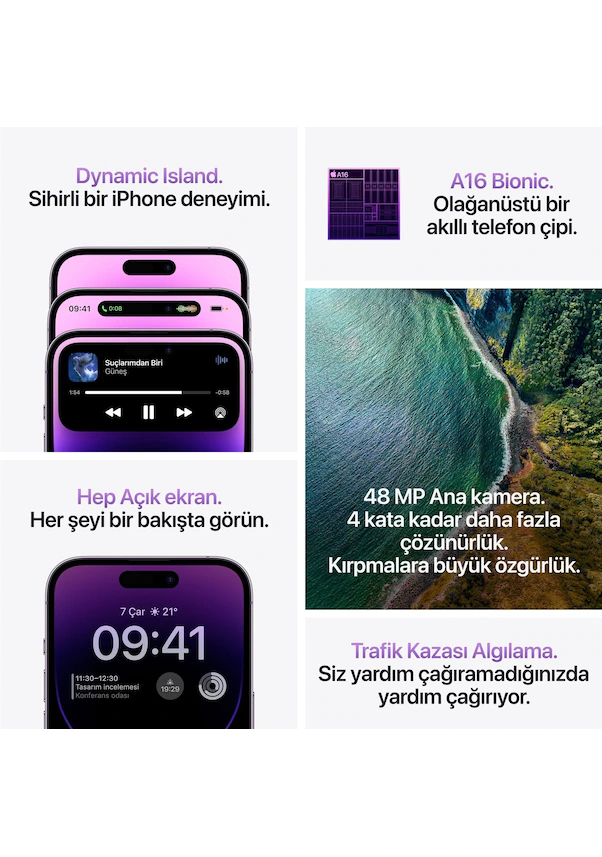 Dynamic Island.
Sihirli bir iPhone deneyimi.
09:41
0:08
Suçlarımdan Biri
Güneş
1:54
-0:58
A16
A16 Bionic.
Olağanüstü bir
akıllı telefon çipi.
48 MP Ana kamera.
4 kata kadar daha fazla
çözünürlük.
Kırpmalara büyük özgürlük.
Hep Açık ekran.
Her şeyi bir bakışta görün.
7 Çar 21°
09:41
11:30–12:30
Tasarım incelemesi
Konferans odası
19:29
Trafik Kazası Algılama.
Siz yardım çağıramadığınızda
yardım çağırıyor.